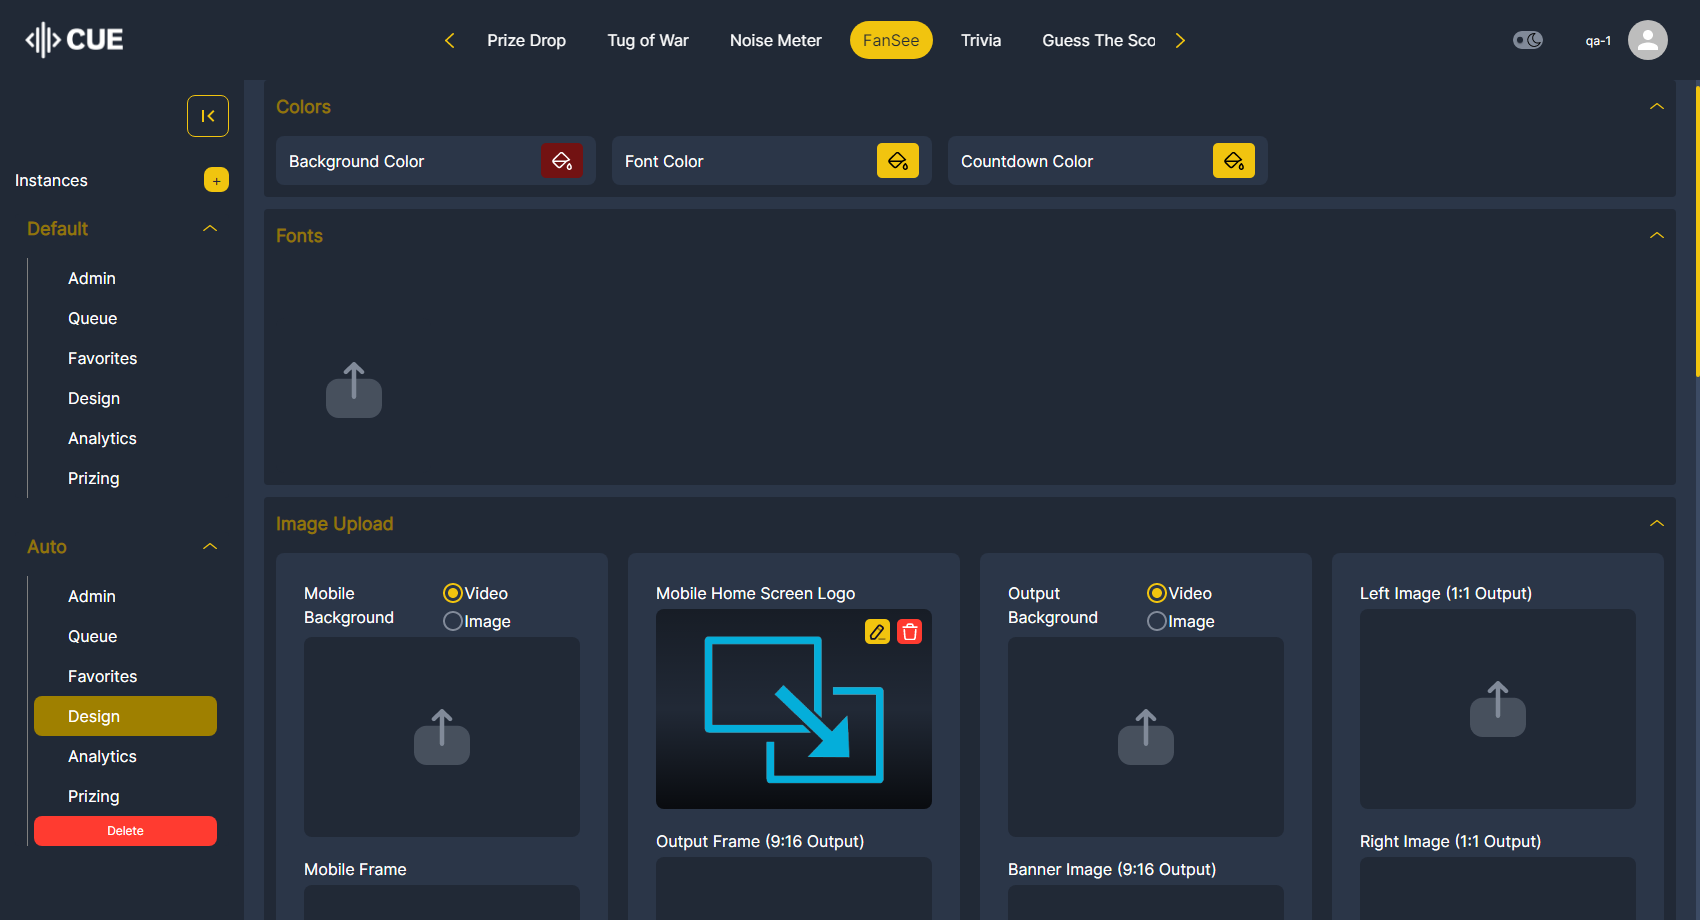 CUE
Prize Drop
Tug of War
Noise Meter
FanSee
Trivia
Guess The Sco
qa-1
Instances
+
Default
Admin
Queue
Favorites
Design
Analytics
Prizing
Auto
Admin
Queue
Favorites
Design
Analytics
Prizing
Delete
Colors
Background Color
Font Color
Countdown Color
Fonts
Image Upload
Mobile
Background
Video
Image
Mobile Home Screen Logo
Output
Background
Video
Image
Left Image (1:1 Output)
Mobile Frame
Output Frame (9:16 Output)
Banner Image (9:16 Output)
Right Image (1:1 Output)